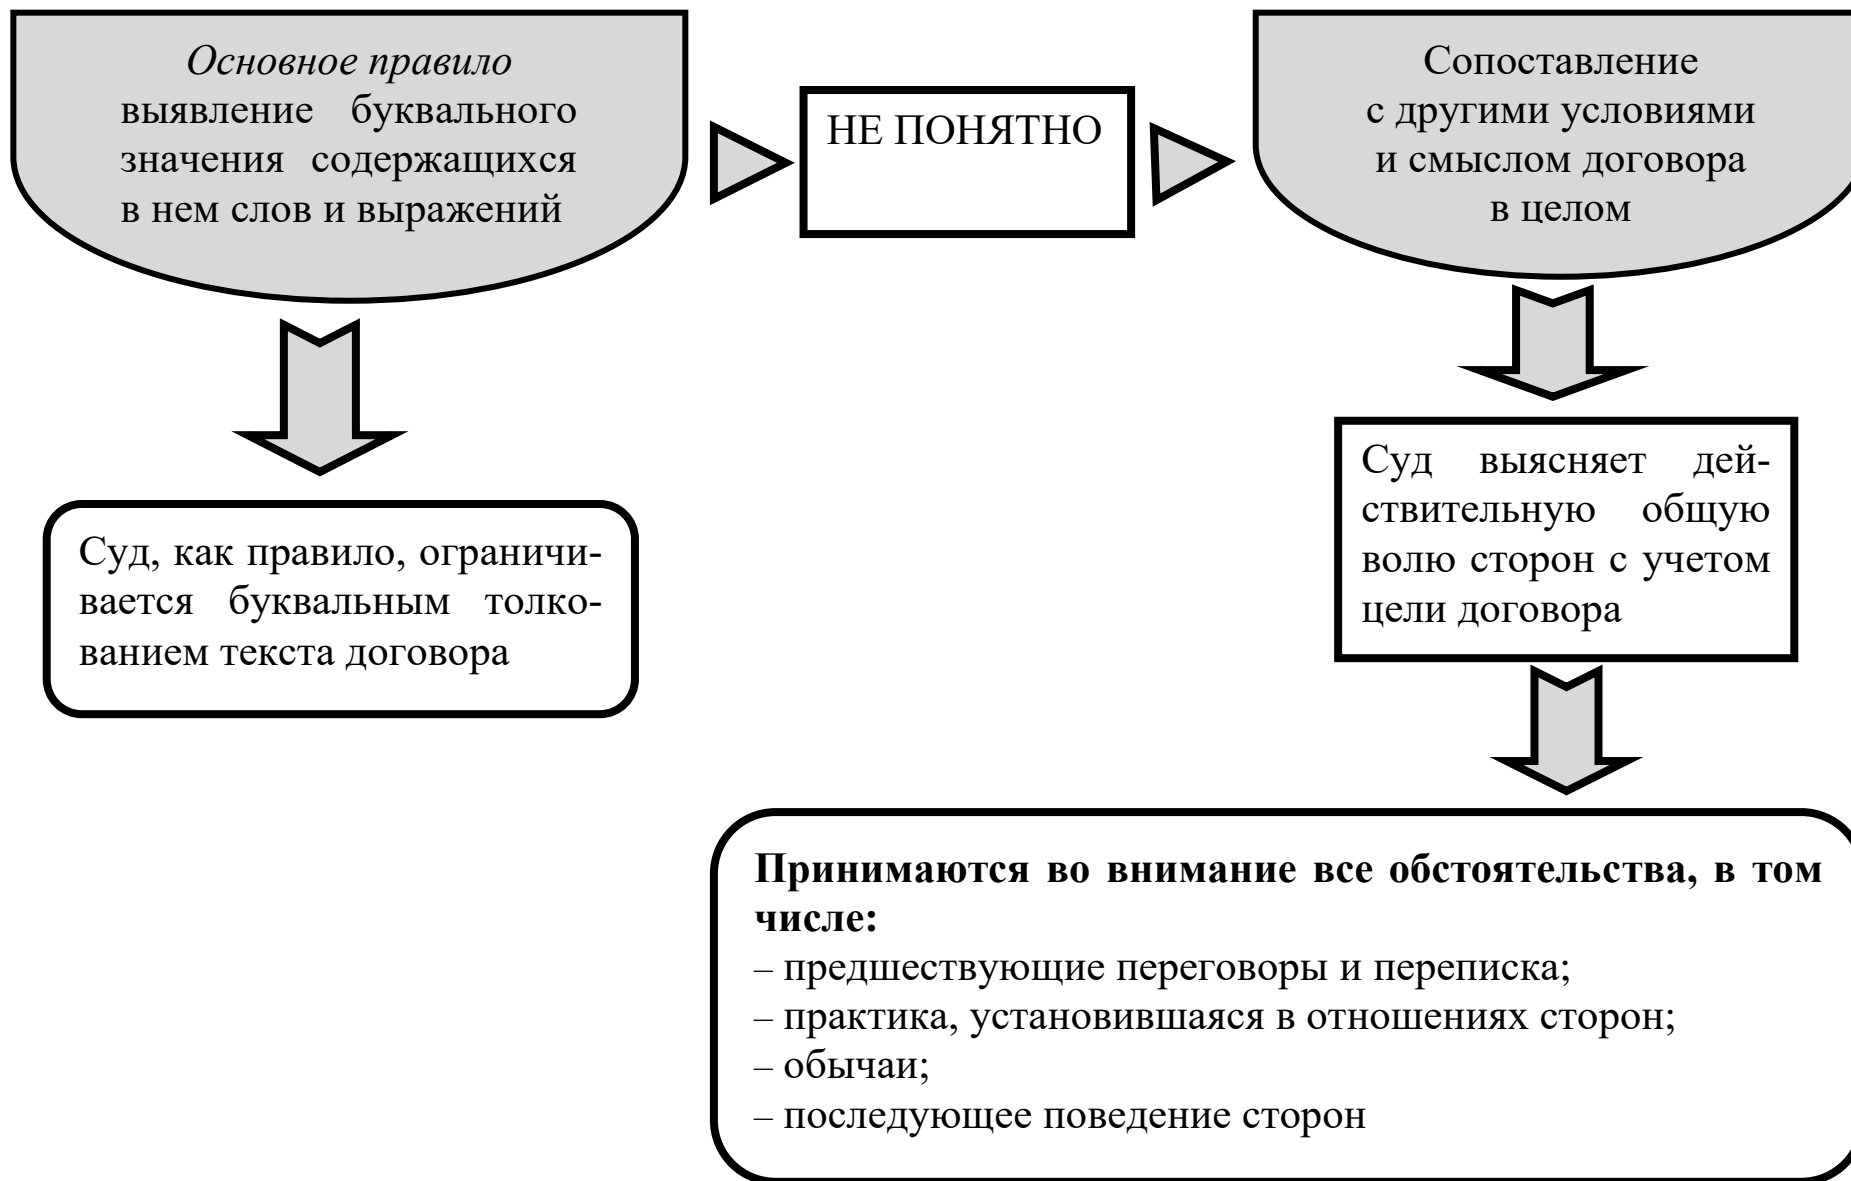 Основное правило
выявление буквального
значения содержащихся
в нем слов и выражений
НЕ ПОНЯТНО
Сопоставление
с другими условиями
и смыслом договора
в целом
Суд, как правило, ограничи-
вается буквальным толко-
ванием текста договора
Суд выясняет дей-
ствительную общую
волю сторон с учетом
цели договора
Принимаются во внимание все обстоятельства, в том
числе:
– предшествующие переговоры и переписка;
– практика, установившаяся в отношениях сторон;
– обычаи;
– последующее поведение сторон